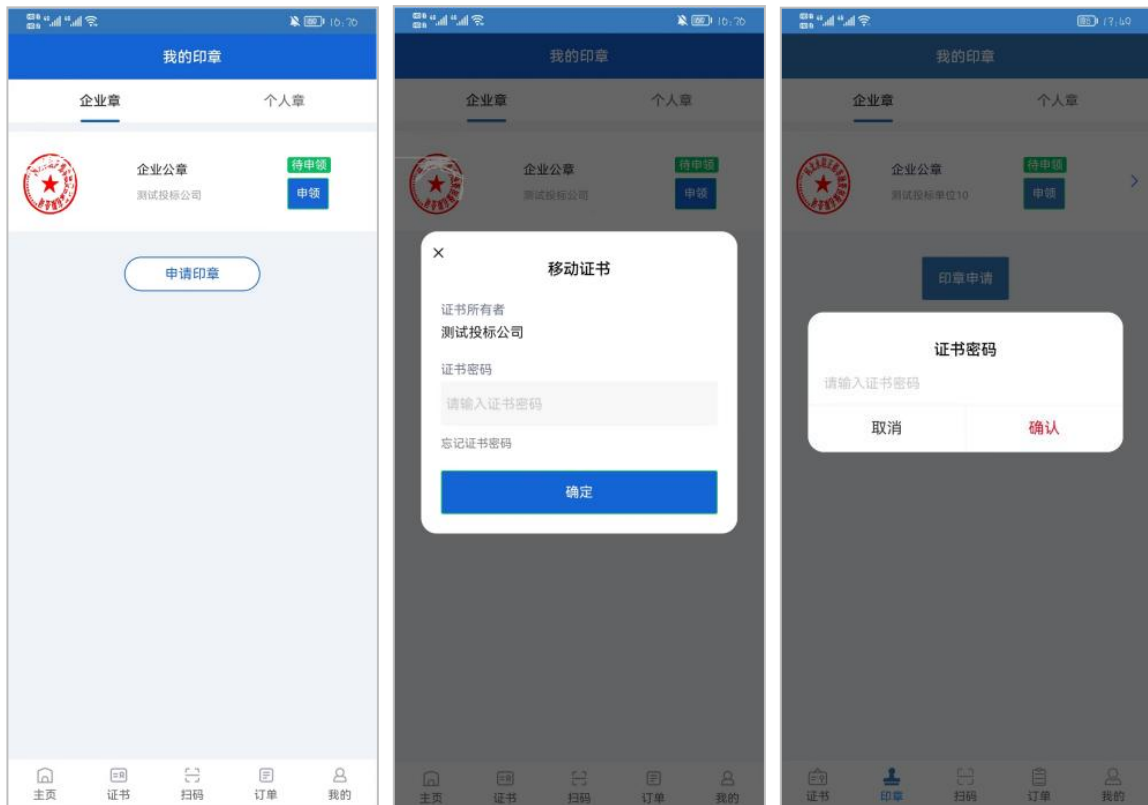 16:36
我的印章
企业章 个人章
企业公章 待申领
测试投标公司 申领
申请印章
主页 证书 扫码 订单 我的
16:36
我的印章
企业章 个人章
企业公章 待申领
测试投标公司 申领
移动证书
证书所有者
测试投标公司
证书密码
请输入证书密码
忘记证书密码
确定
主页 证书 扫码 订单 我的
我的印章
企业章 个人章
企业公章 待申领
测试投标单位10 申领
印章申请
证书密码
请输入证书密码
取消 确认
证书 印章 扫码 订单 我的